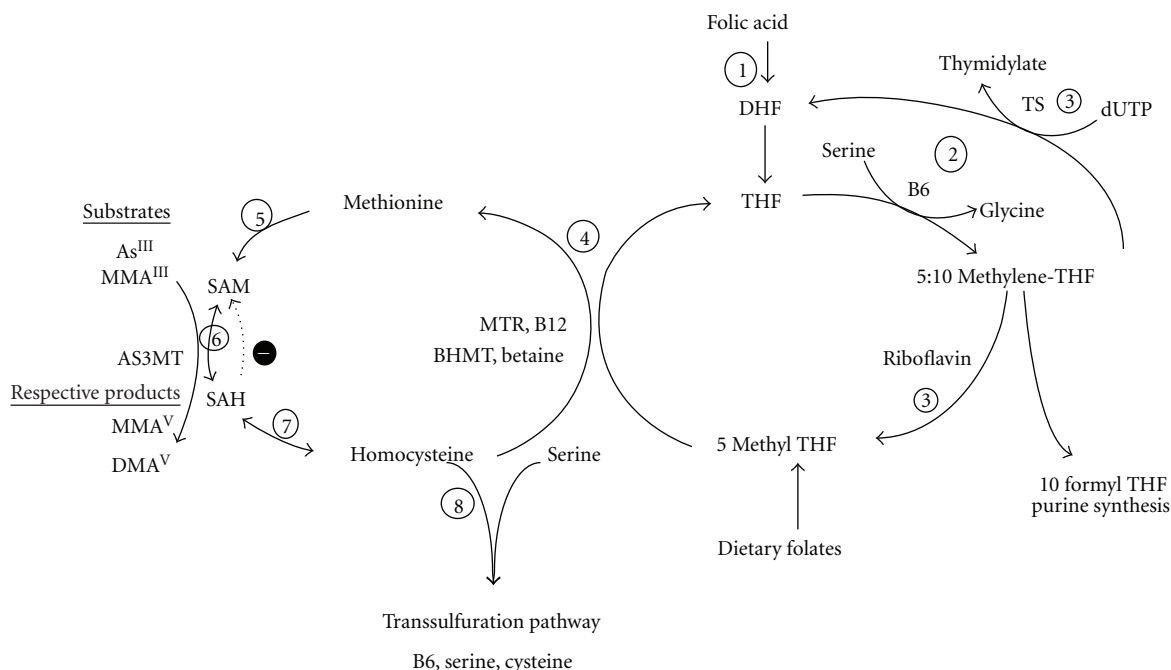 Folic acid
1
DHF
Thymidylate
TS 3
dUTP
Serine
2
B6
THF
Glycine
5:10 Methylene-THF
Substrates
As^III
MMA^III
5
Methionine
4
SAM
6
AS3MT
−
MTR, B12
BHMT, betaine
Riboflavin
3
Respective products
SAH
MMA^V
DMA^V
7
Homocysteine
Serine
8
5 Methyl THF
10 formyl THF
purine synthesis
Dietary folates
Transsulfuration pathway
B6, serine, cysteine